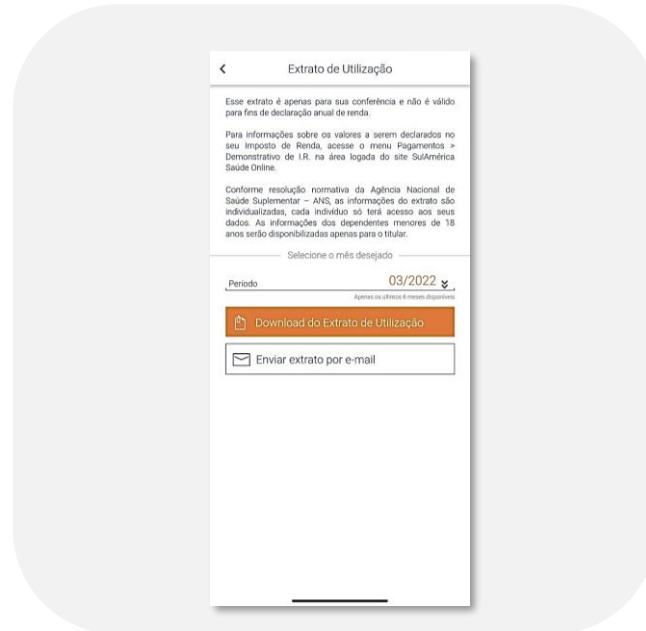 Extrato de Utilização
Esse extrato é apenas para sua conferência e não é válido
para fins de declaração anual de renda.
Para informações sobre os valores a serem declarados no
seu Imposto de Renda, acesse o menu Pagamentos >
Demonstrativo de I.R. na área logada do site SulAmérica
Saúde Online.
Conforme resolução normativa da Agência Nacional de
Saúde Suplementar – ANS, as informações do extrato são
individualizadas, cada indivíduo só terá acesso aos seus
dados. As informações dos dependentes menores de 18
anos serão disponibilizadas apenas para o titular.
Selecione o mês desejado
Período 03/2022
Apenas os últimos 6 meses disponíveis
Download do Extrato de Utilização
Enviar extrato por e-mail